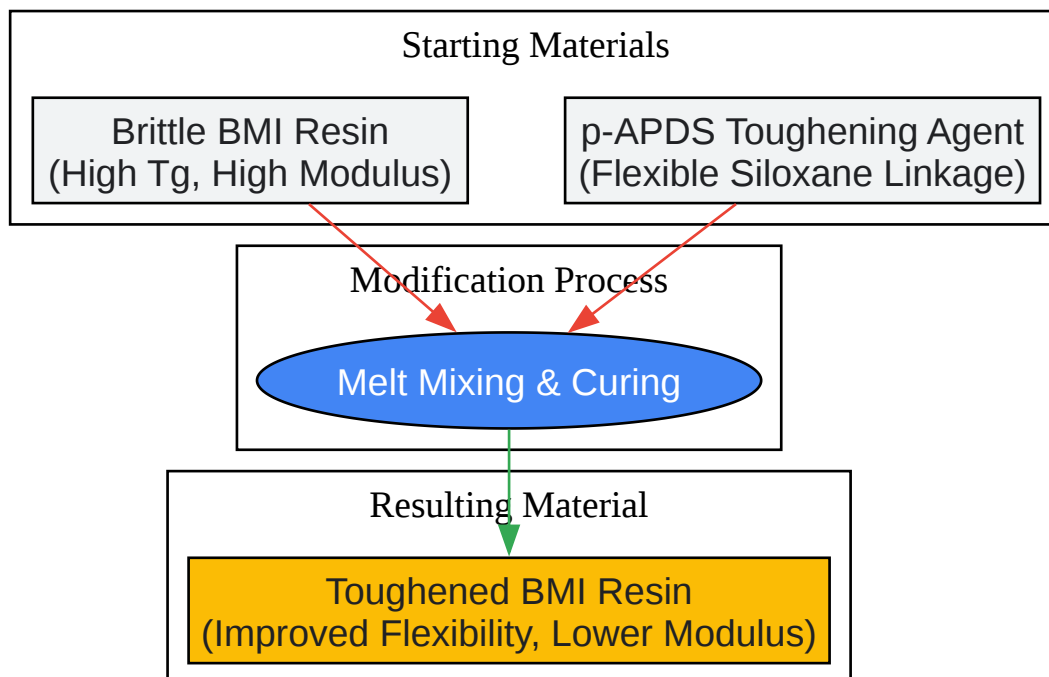 Starting Materials
Brittle BMI Resin
(High Tg, High Modulus)
p-APDS Toughening Agent
(Flexible Siloxane Linkage)
Modification Process
Melt Mixing & Curing
Resulting Material
Toughened BMI Resin
(Improved Flexibility, Lower Modulus)